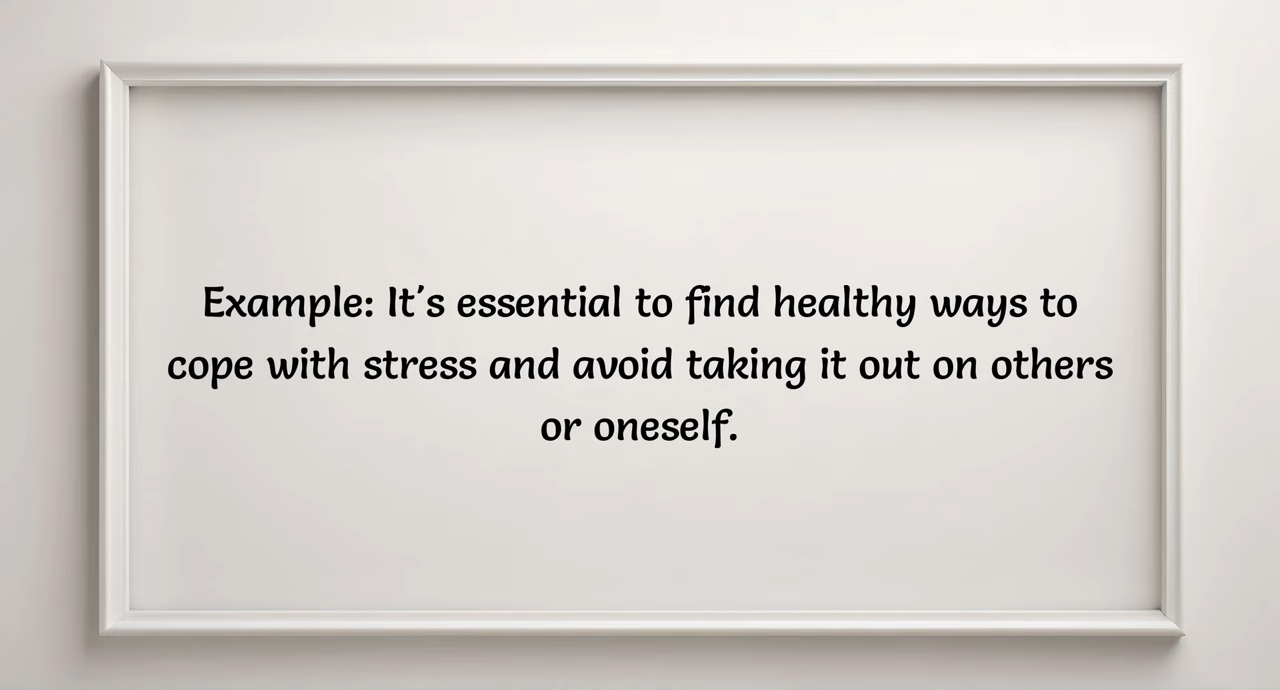 Example: It's essential to find healthy ways to
cope with stress and avoid taking it out on others
or oneself.